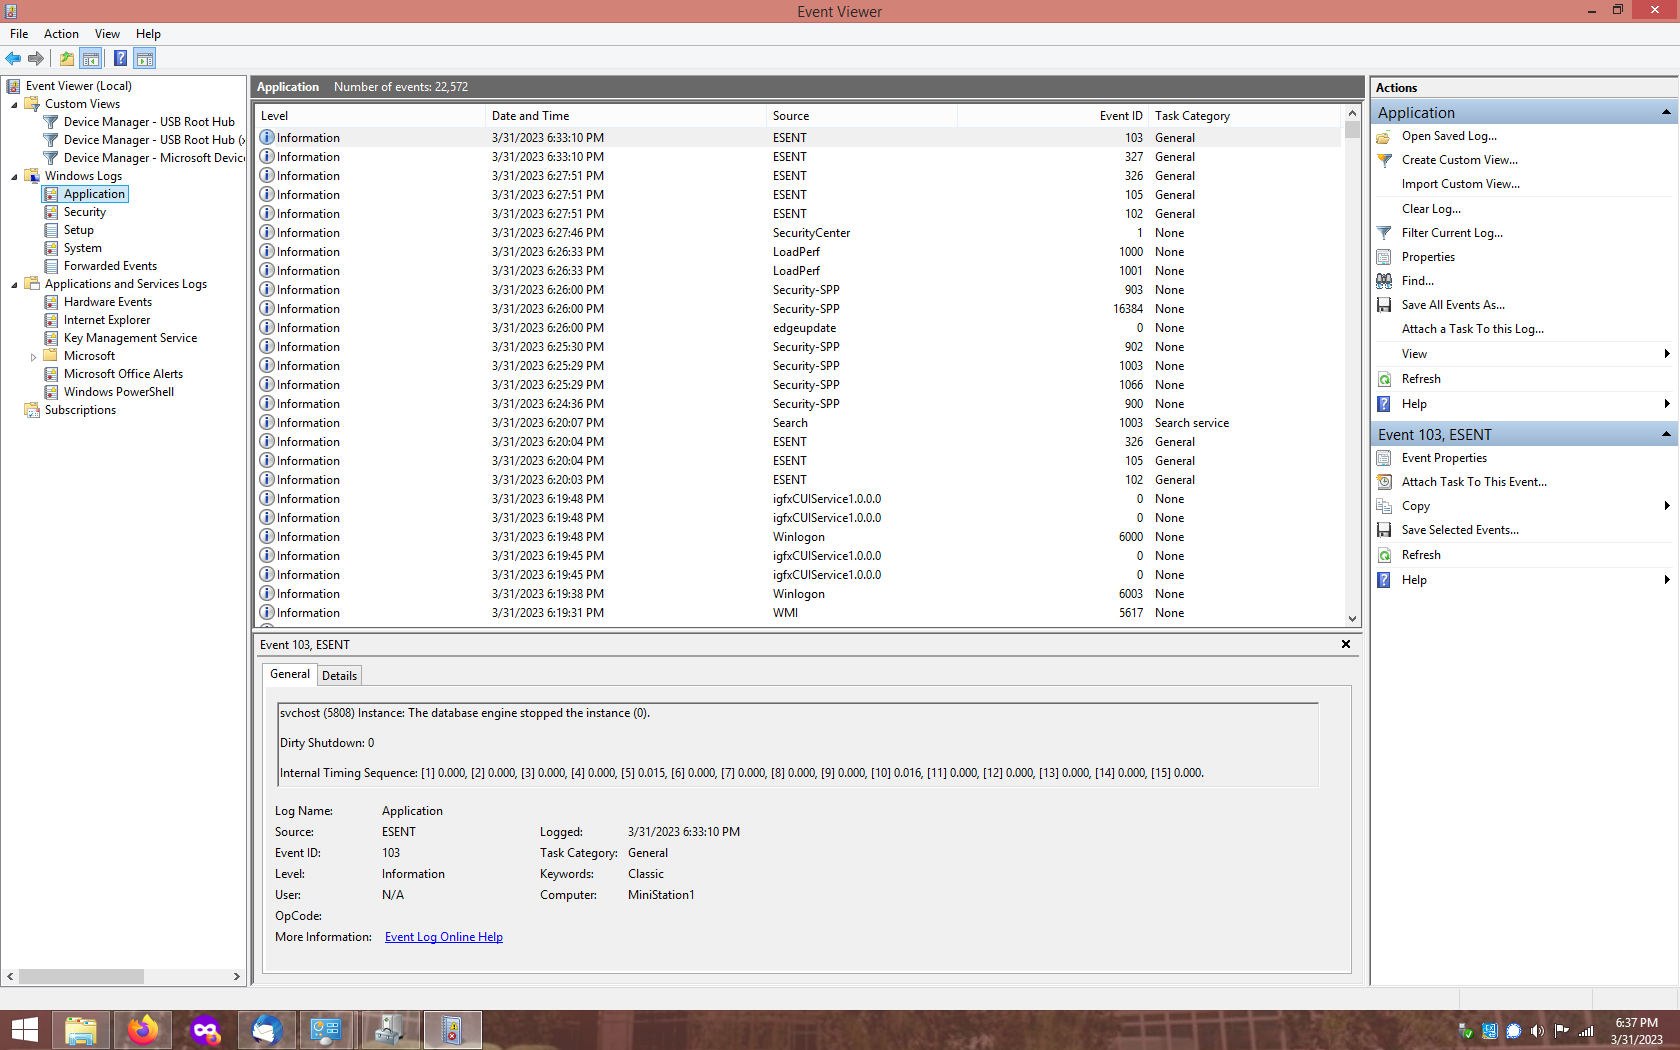 Event Viewer
File Action View Help
Event Viewer (Local)
Custom Views
Device Manager - USB Root Hub
Device Manager - USB Root Hub (x
Device Manager - Microsoft Device
Windows Logs
Application
Security
Setup
System
Forwarded Events
Applications and Services Logs
Hardware Events
Internet Explorer
Key Management Service
Microsoft
Microsoft Office Alerts
Windows PowerShell
Subscriptions
Application Number of events: 22,572
Level Date and Time Source Event ID Task Category
Information 3/31/2023 6:33:10 PM ESENT 103 General
Information 3/31/2023 6:33:10 PM ESENT 327 General
Information 3/31/2023 6:27:51 PM ESENT 326 General
Information 3/31/2023 6:27:51 PM ESENT 105 General
Information 3/31/2023 6:27:51 PM ESENT 102 General
Information 3/31/2023 6:27:46 PM SecurityCenter 1 None
Information 3/31/2023 6:26:33 PM LoadPerf 1000 None
Information 3/31/2023 6:26:33 PM LoadPerf 1001 None
Information 3/31/2023 6:26:00 PM Security-SPP 903 None
Information 3/31/2023 6:26:00 PM Security-SPP 16384 None
Information 3/31/2023 6:26:00 PM edgeupdate 0 None
Information 3/31/2023 6:25:30 PM Security-SPP 902 None
Information 3/31/2023 6:25:29 PM Security-SPP 1003 None
Information 3/31/2023 6:25:29 PM Security-SPP 1066 None
Information 3/31/2023 6:24:36 PM Security-SPP 900 None
Information 3/31/2023 6:20:07 PM Search 1003 Search service
Information 3/31/2023 6:20:04 PM ESENT 326 General
Information 3/31/2023 6:20:04 PM ESENT 105 General
Information 3/31/2023 6:20:03 PM ESENT 102 General
Information 3/31/2023 6:19:48 PM igfxCUIService1.0.0.0 0 None
Information 3/31/2023 6:19:48 PM igfxCUIService1.0.0.0 0 None
Information 3/31/2023 6:19:48 PM Winlogon 6000 None
Information 3/31/2023 6:19:45 PM igfxCUIService1.0.0.0 0 None
Information 3/31/2023 6:19:45 PM igfxCUIService1.0.0.0 0 None
Information 3/31/2023 6:19:38 PM Winlogon 6003 None
Information 3/31/2023 6:19:31 PM WMI 5617 None
Event 103, ESENT
General Details
svchost (5808) Instance: The database engine stopped the instance (0).
Dirty Shutdown: 0
Internal Timing Sequence: [1] 0.000, [2] 0.000, [3] 0.000, [4] 0.000, [5] 0.015, [6] 0.000, [7] 0.000, [8] 0.000, [9] 0.000, [10] 0.016, [11] 0.000, [12] 0.000, [13] 0.000, [14] 0.000, [15] 0.000.
Log Name: Application
Source: ESENT Logged: 3/31/2023 6:33:10 PM
Event ID: 103 Task Category: General
Level: Information Keywords: Classic
User: N/A Computer: MiniStation1
OpCode:
More Information: Event Log Online Help
Actions
Application
Open Saved Log...
Create Custom View...
Import Custom View...
Clear Log...
Filter Current Log...
Properties
Find...
Save All Events As...
Attach a Task To this Log...
View
Refresh
Help
Event 103, ESENT
Event Properties
Attach Task To This Event...
Copy
Save Selected Events...
Refresh
Help
6:37 PM
3/31/2023